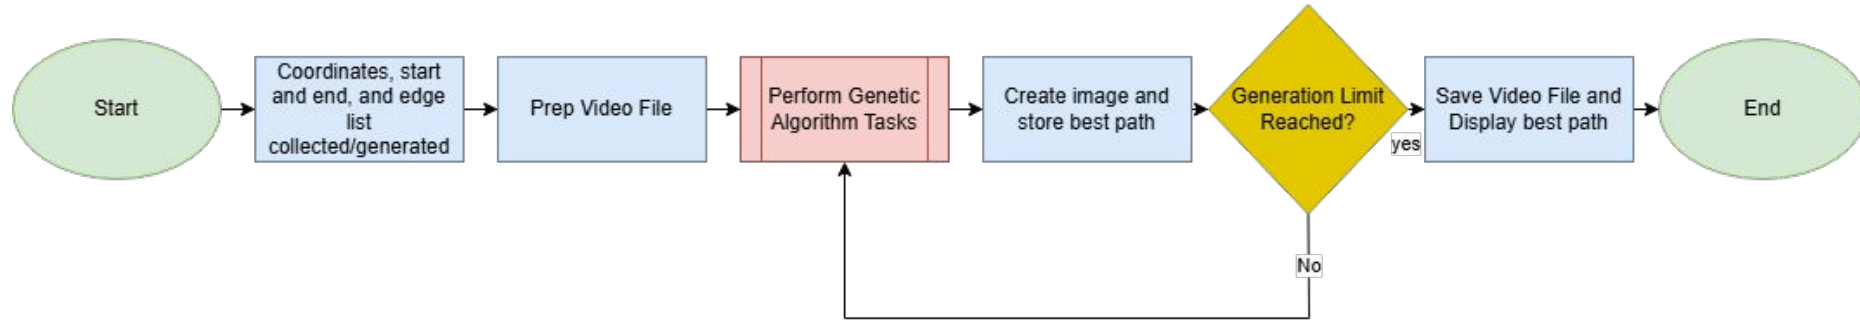 Start
Coordinates, start
and end, and edge
list
collected/generated
Prep Video File
Perform Genetic
Algorithm Tasks
Create image and
store best path
Generation Limit
Reached?
yes
Save Video File and
Display best path
End
No